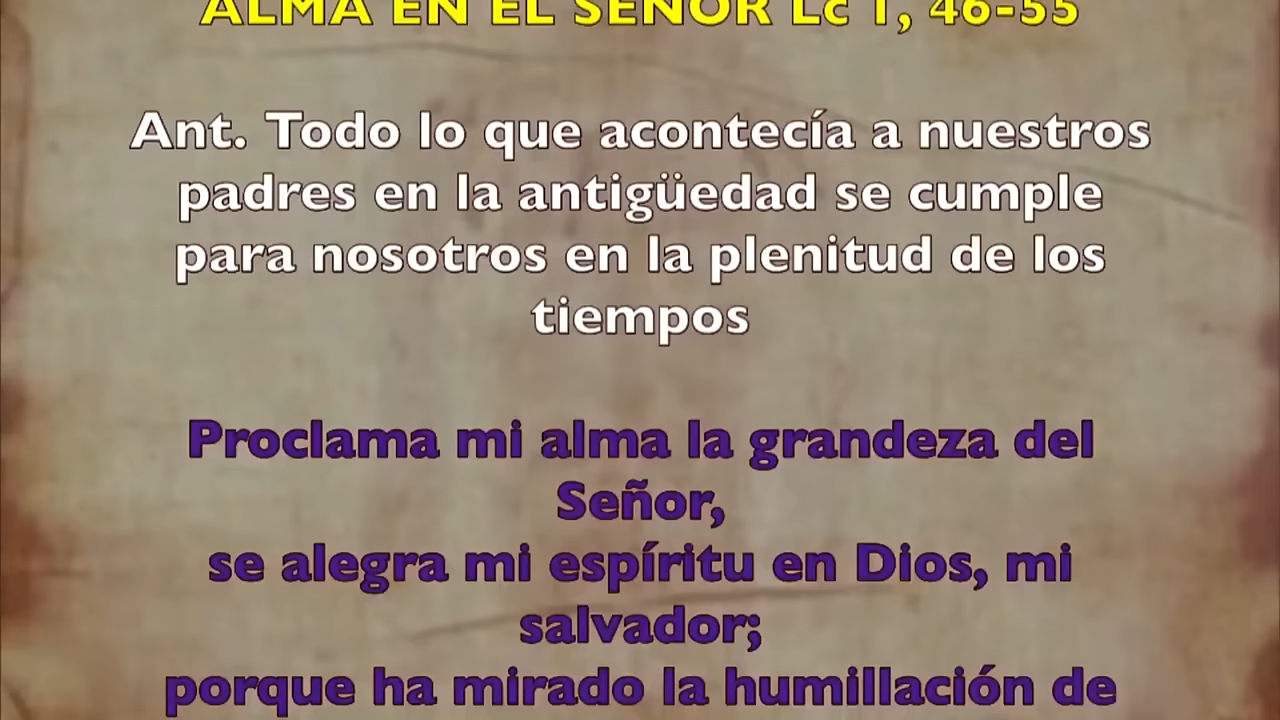 ALMA EN EL SEÑOR Lc 1, 46-55
Ant. Todo lo que acontecía a nuestros
padres en la antigüedad se cumple
para nosotros en la plenitud de los
tiempos
Proclama mi alma la grandeza del
Señor,
se alegra mi espíritu en Dios, mi
salvador;
porque ha mirado la humillación de